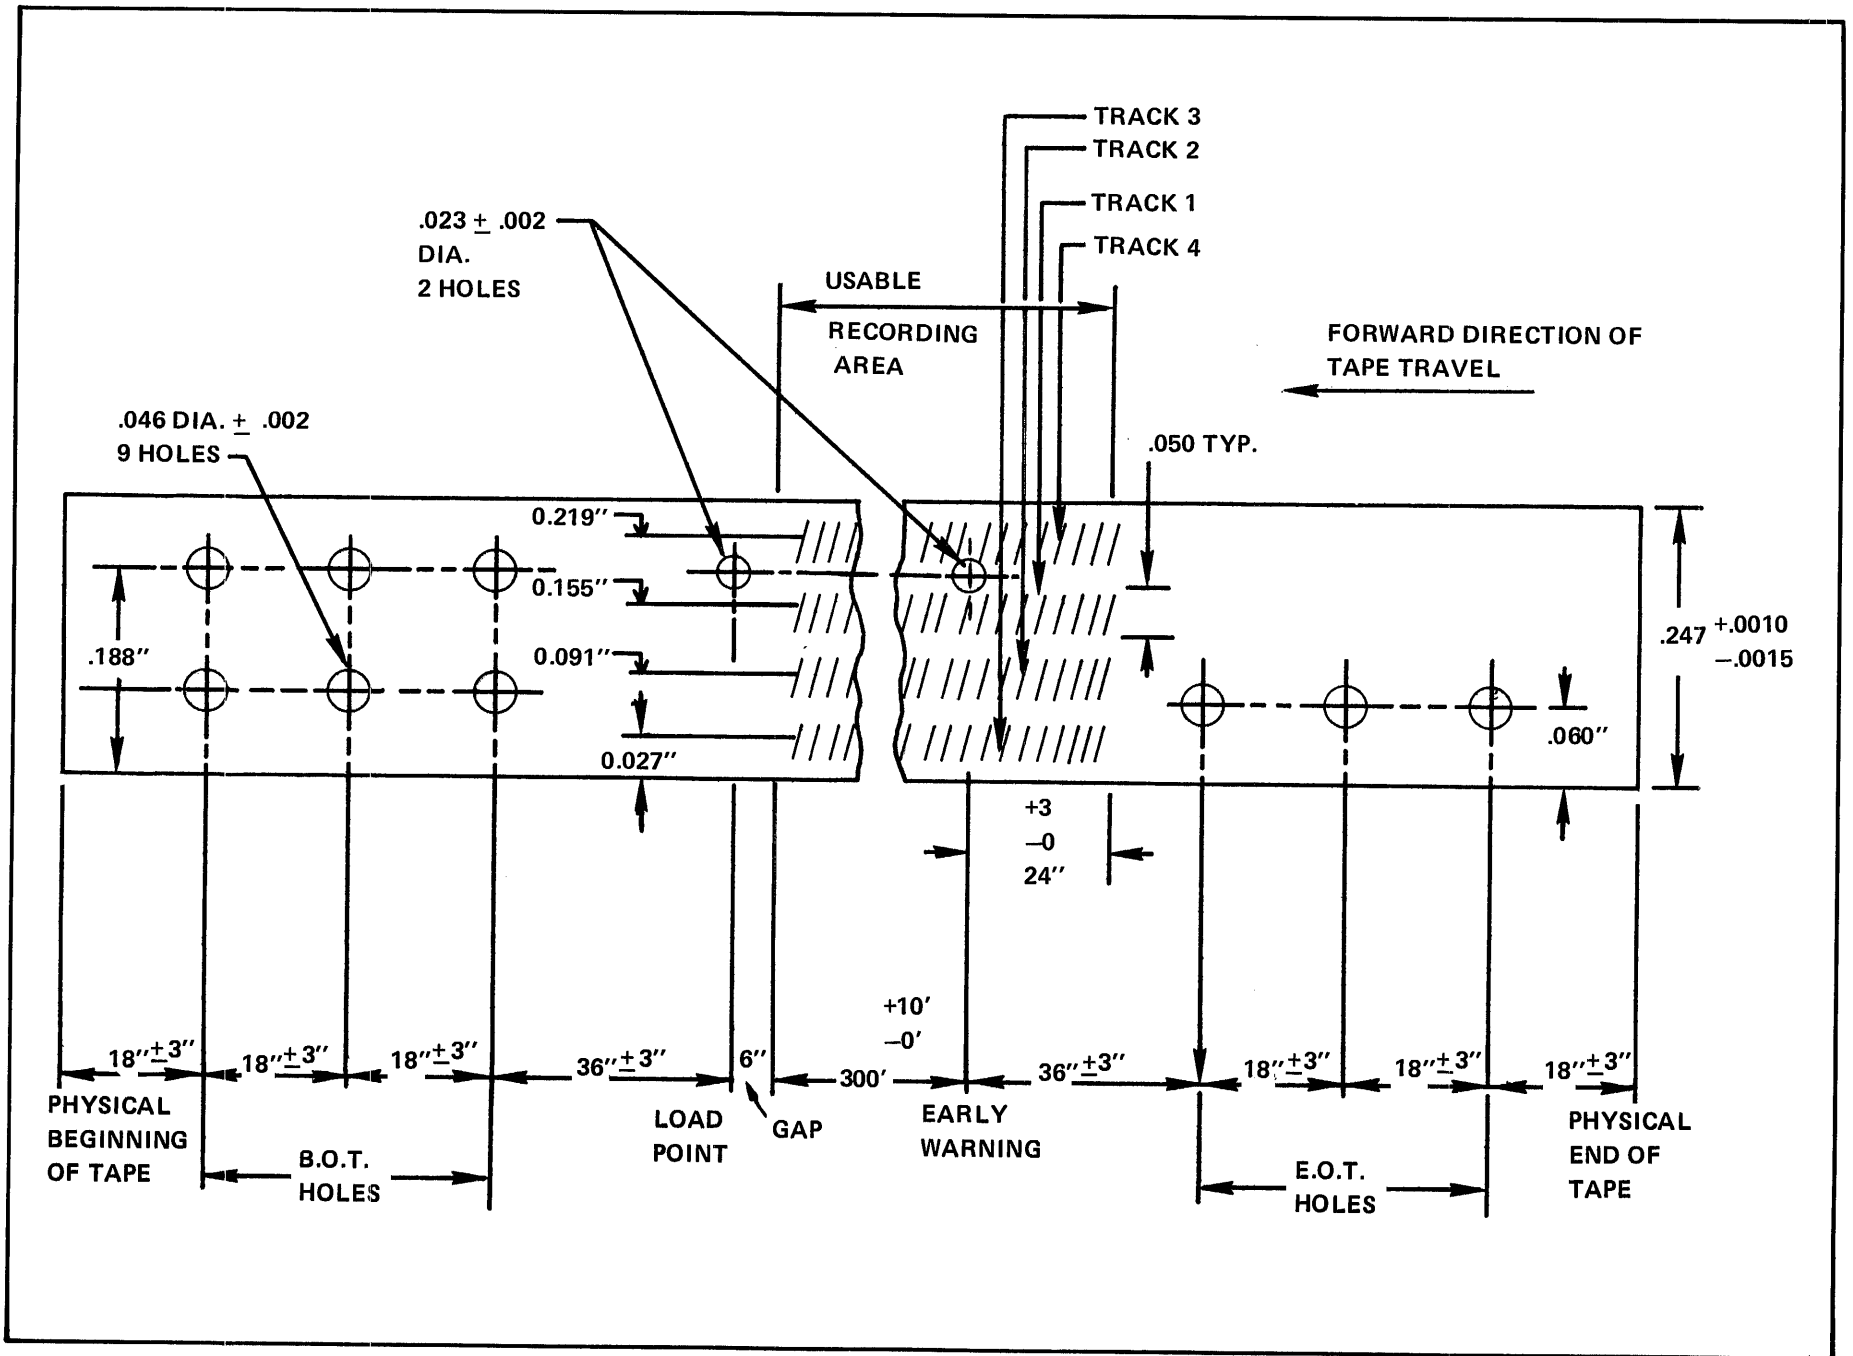 TRACK 3
TRACK 2
TRACK 1
TRACK 4
.023 ± .002
DIA.
2 HOLES
USABLE
RECORDING
AREA
FORWARD DIRECTION OF
TAPE TRAVEL
.046 DIA. ± .002
9 HOLES
.050 TYP.
0.219"
0.155"
0.091"
0.027"
.188"
.247 +.0010
–.0015
.060"
+3
–0
24"
+10'
–0'
18"±3"
18"±3"
18"±3"
36"±3"
6"
300'
36"±3"
18"±3"
18"±3"
18"±3"
PHYSICAL
BEGINNING
OF TAPE
B.O.T.
HOLES
LOAD
POINT
GAP
EARLY
WARNING
E.O.T.
HOLES
PHYSICAL
END OF
TAPE